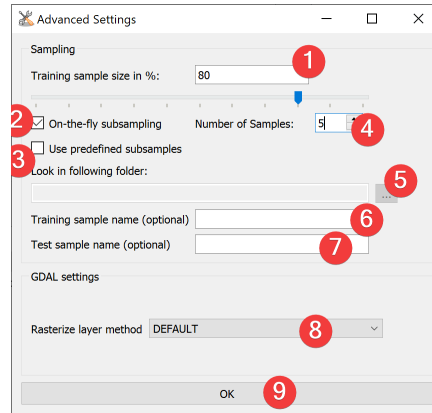 Advanced Settings
Sampling
1
Training sample size in %: 80
2 On-the-fly subsampling Number of Samples: 5 4
3 Use predefined subsamples
Look in following folder:
... 5
Training sample name (optional) 6
Test sample name (optional) 7
GDAL settings
Rasterize layer method DEFAULT 8
OK 9